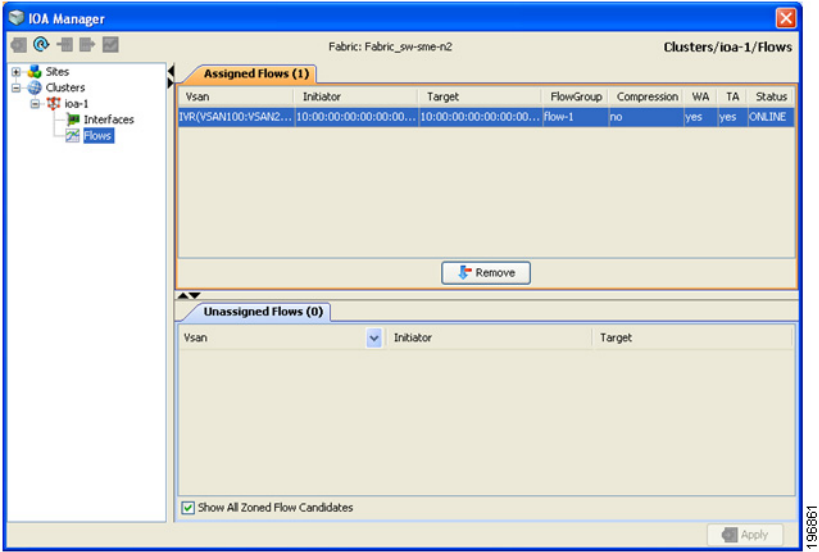 IOA Manager
Fabric: Fabric_sw-sme-n2
Clusters/ioa-1/Flows
Sites
Clusters
ioa-1
Interfaces
Flows
Assigned Flows (1)
Vsan Initiator Target FlowGroup Compression WA TA Status
IVR(VSAN100:VSAN2... 10:00:00:00:00:00:00... 10:00:00:00:00:00:00... flow-1 no yes yes ONLINE
Remove
Unassigned Flows (0)
Vsan Initiator Target
Show All Zoned Flow Candidates
Apply
196861